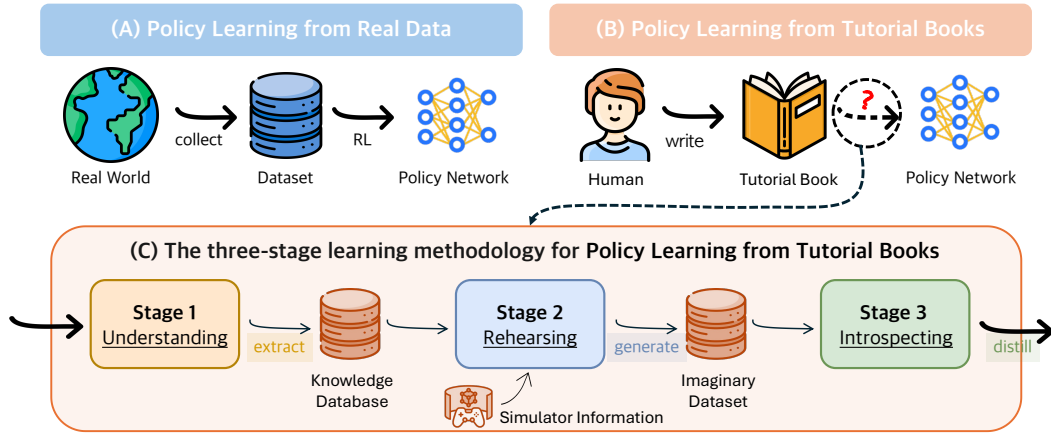 (A) Policy Learning from Real Data
(B) Policy Learning from Tutorial Books
collect
RL
Real World
Dataset
Policy Network
?
write
Human
Tutorial Book
Policy Network
(C) The three-stage learning methodology for Policy Learning from Tutorial Books
Stage 1
Understanding
extract
Knowledge
Database
Stage 2
Rehearsing
generate
Simulator Information
Imaginary
Dataset
Stage 3
Introspecting
distill